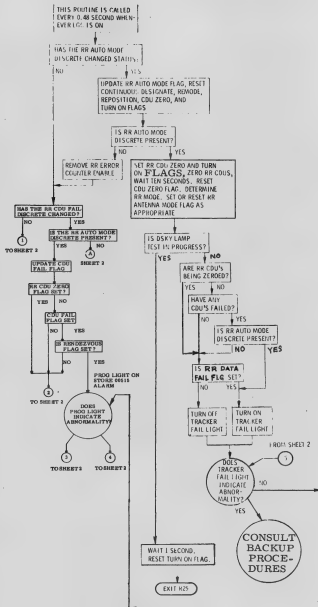 THIS ROUTINE IS CALLED
EVERY 0.48 SECOND WHEN-
EVER LGC IS ON
HAS THE RR AUTO MODE
DISCRETE CHANGED STATUS?
NO
YES
UPDATE RR AUTO MODE FLAG, RESET
CONTINUOUS DESIGNATE, REMODE,
REPOSITION, CDU ZERO, AND
TURN ON FLAGS
IS RR AUTO MODE
DISCRETE PRESENT?
NO
YES
REMOVE RR ERROR
COUNTER ENABLE
SET RR CDU ZERO AND TURN
ON FLAGS, ZERO RR CDUS,
WAIT TEN SECONDS. RESET
CDU ZERO FLAG. DETERMINE
RR MODE. SET OR RESET RR
ANTENNA MODE FLAG AS
APPROPRIATE
HAS THE RR CDU FAIL
DISCRETE CHANGED?
NO
YES
1
TO SHEET 2
IS THE RR AUTO MODE
DISCRETE PRESENT?
NO
YES
A
SHEET 3
UPDATE CDU
FAIL FLAG
RR CDU ZERO
FLAG SET?
YES
NO
CDU FAIL
FLAG SET?
NO
YES
IS RENDEZVOUS
FLAG SET?
NO
YES
2
TO SHEET 2
PROG LIGHT ON
STORE 00515
ALARM
DOES
PROG LIGHT
INDICATE
ABNORMALITY?
3
TO SHEET 2
4
TO SHEET 2
IS DSKY LAMP
TEST IN PROGRESS?
YES
NO
ARE RR CDU'S
BEING ZEROED?
YES
NO
HAVE ANY
CDU'S FAILED?
NO
YES
IS RR AUTO MODE
DISCRETE PRESENT?
NO
YES
IS RR DATA
FAIL FLG SET?
NO
YES
TURN OFF
TRACKER
FAIL LIGHT
TURN ON
TRACKER
FAIL LIGHT
FROM SHEET 2
5
DOES
TRACKER
FAIL LIGHT
INDICATE
ABNOR-
MALITY?
NO
YES
CONSULT
BACKUP
PROCE-
DURES
WAIT 1 SECOND,
RESET TURN ON FLAG.
EXIT R25